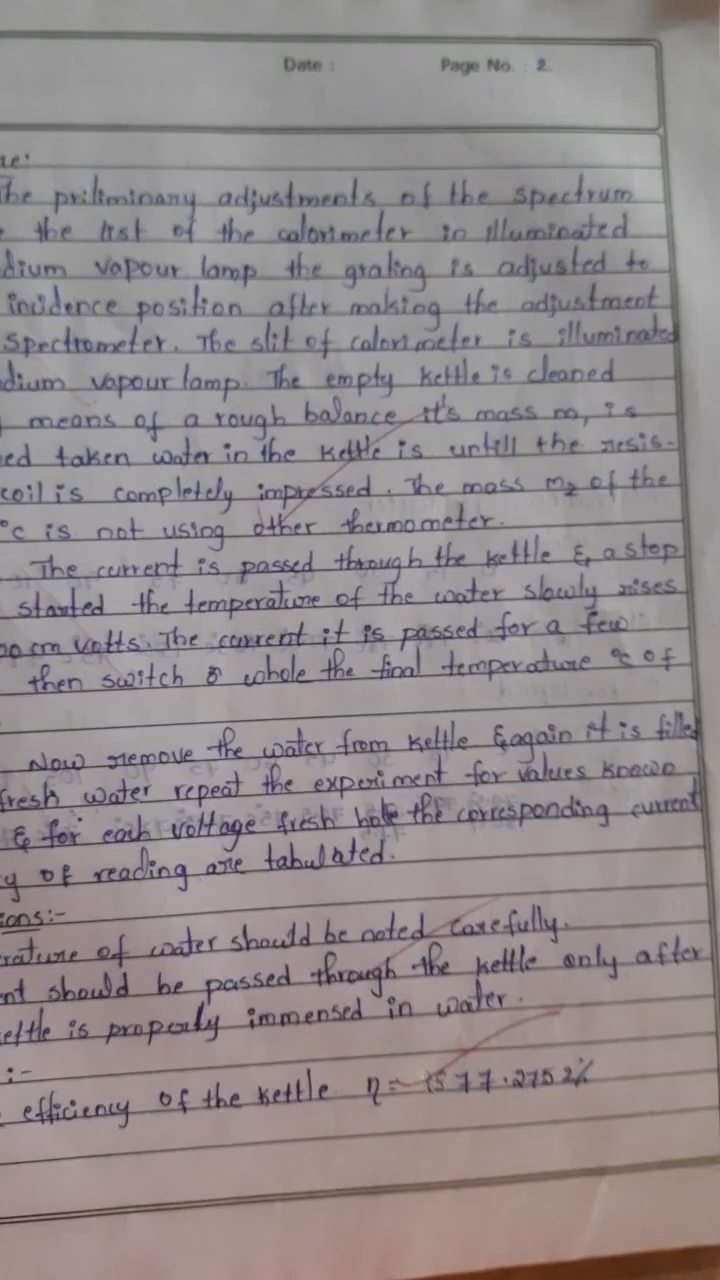 Date :
Page No. : 2
re:
The priliminary adjustments of the spectrum
the list of the calorimeter in illuminated
dium vapour lamp the grating is adjusted to
incidence position after making the adjustment
spectrometer. The slit of calorimeter is illuminated
dium vapour lamp. The empty kettle is cleaned
means of a rough balance it's mass m₁ is
ed taken water in the kettle is untill the resis-
coil is completely impressed. The mass m₂ of the
°c is not using other thermometer.
The current is passed through the kettle & a stop
started the temperature of the water slowly rises
volts. The current it is passed for a few
then switch whole the final temperature of
Now remove the water from kettle & again it is filled
fresh water repeat the experiment for values known
& for each voltage fresh the corresponding current
y of reading are tabulated.
ions:-
rature of water should be noted carefully.
nt should be passed through the kettle only after
ettle is properly immensed in water.
:-
efficiency of the kettle η = 77.2752%